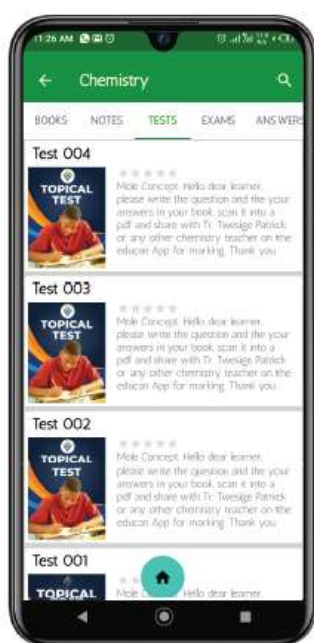 11:26 AM
Chemistry
BOOKS NOTES TESTS EXAMS ANSWERS
Test 004
TOPICAL
TEST
Mole Concept. Hello dear learner,
please write the question and the your
answers in your book, scan it into a
pdf and share with Tr. Twesige Patrick
or any other chemistry teacher on the
educan App for marking. Thank you
Test 003
TOPICAL
TEST
Mole Concept. Hello dear learner,
please write the question and the your
answers in your book, scan it into a
pdf and share with Tr. Twesige Patrick
or any other chemistry teacher on the
educan App for marking. Thank you
Test 002
TOPICAL
TEST
Mole Concept. Hello dear learner,
please write the question and the your
answers in your book, scan it into a
pdf and share with Tr. Twesige Patrick
or any other chemistry teacher on the
educan App for marking. Thank you
Test 001
TOPICAL
Mole learner,